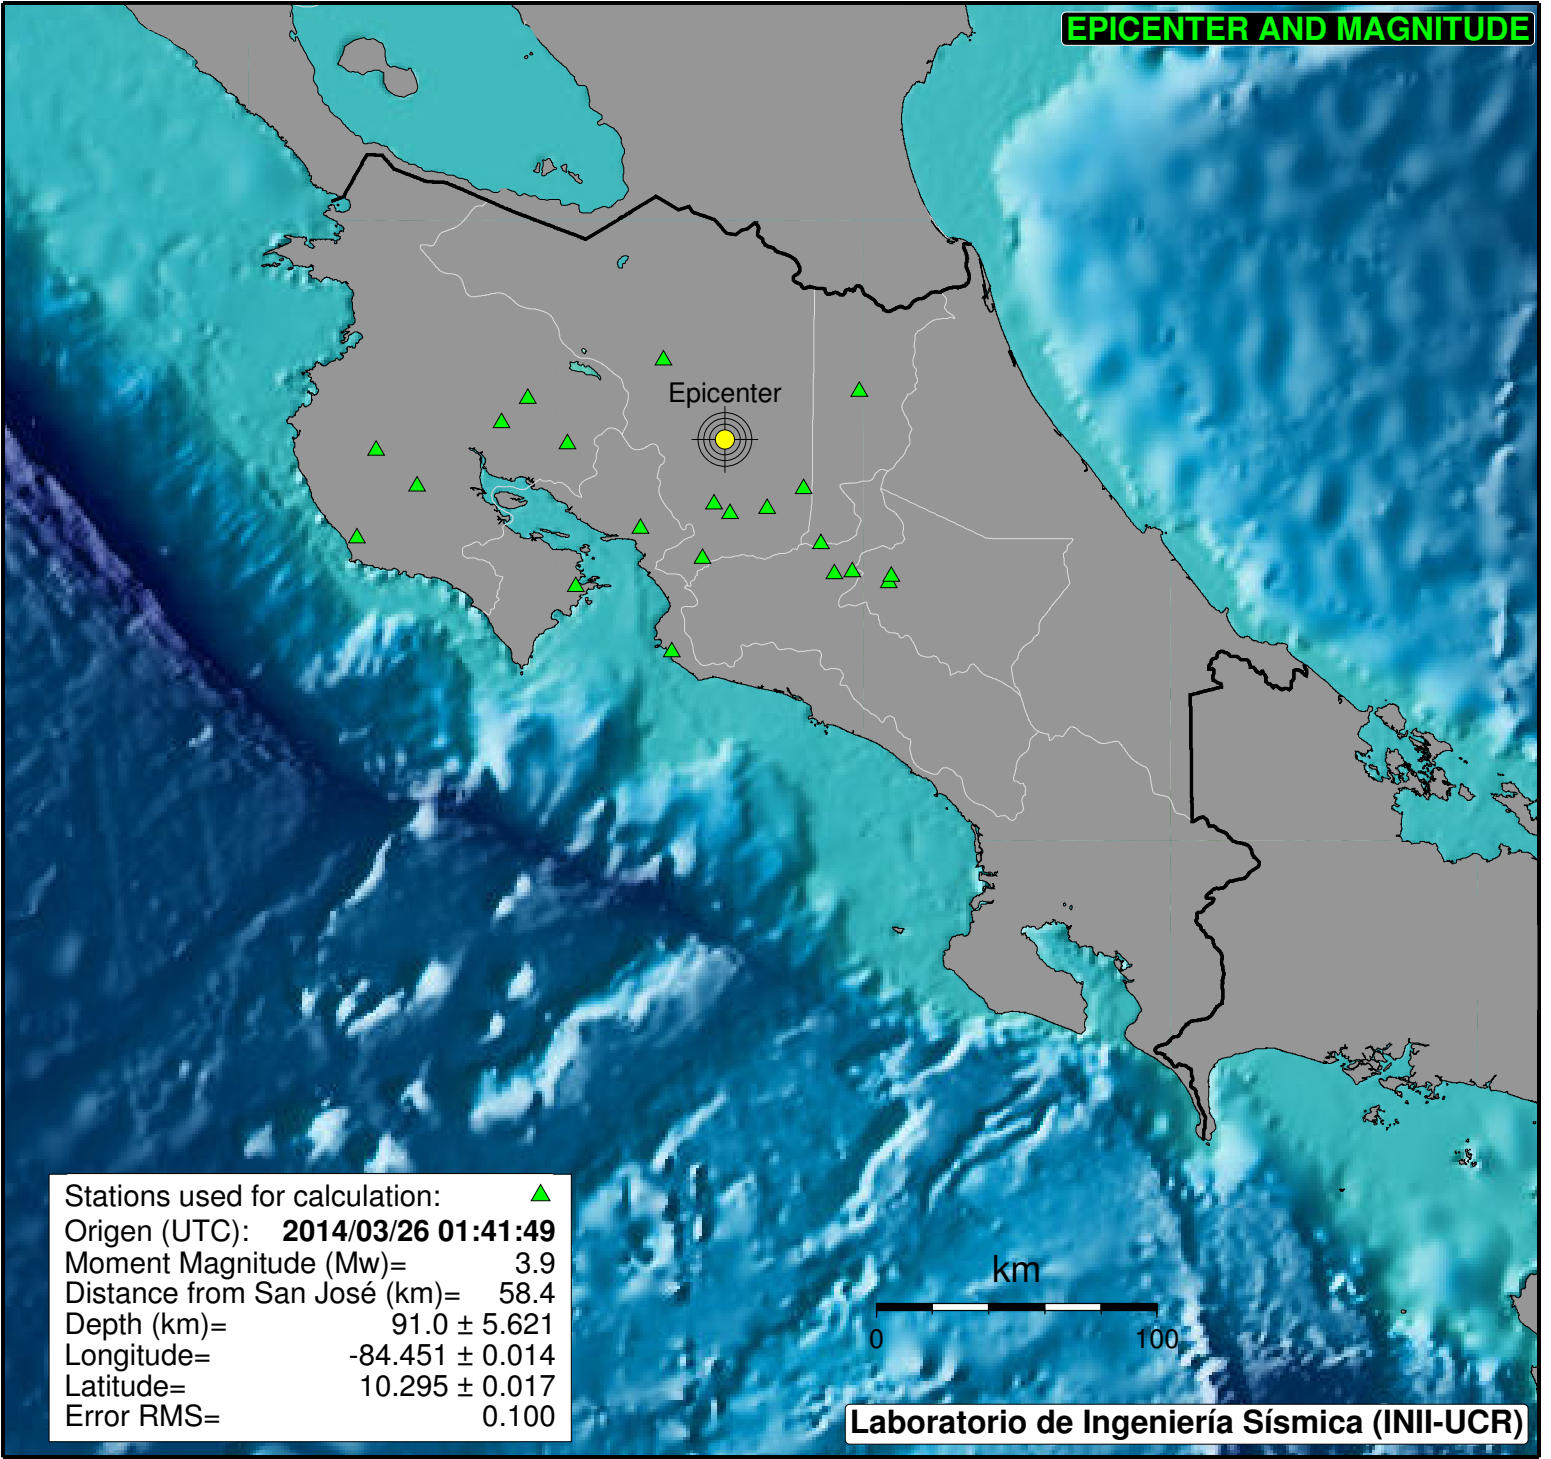 EPICENTER AND MAGNITUDE
Epicenter
Stations used for calculation:
Origen (UTC): 2014/03/26 01:41:49
Moment Magnitude (Mw)= 3.9
Distance from San José (km)= 58.4
Depth (km)= 91.0 ± 5.621
Longitude= -84.451 ± 0.014
Latitude= 10.295 ± 0.017
Error RMS= 0.100
km
0 100
Laboratorio de Ingeniería Sísmica (INII-UCR)